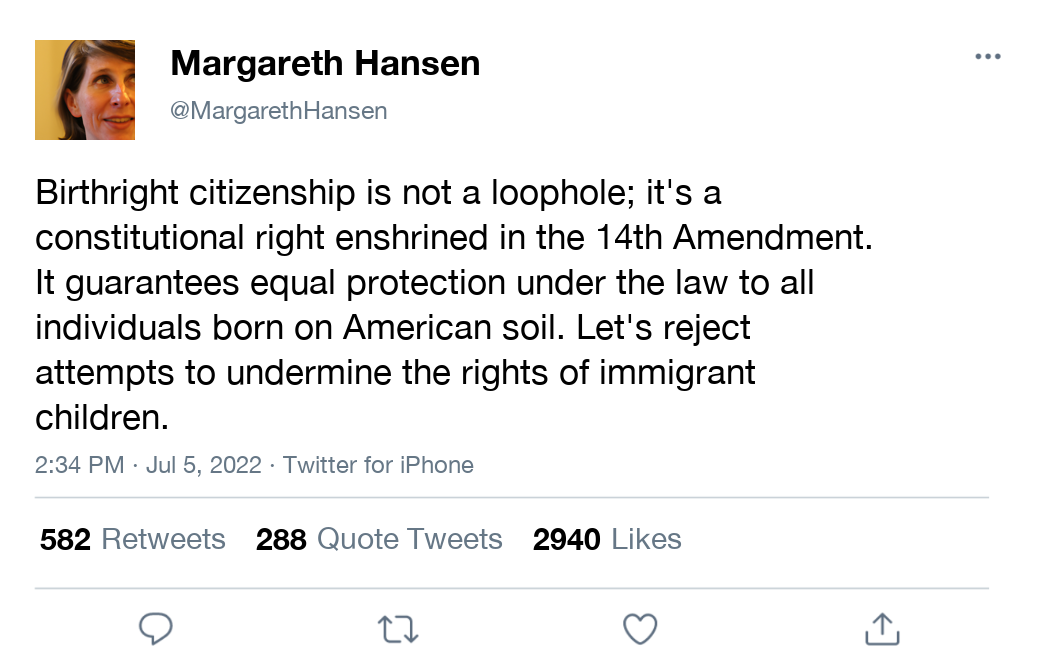 Margareth Hansen
@MargarethHansen
Birthright citizenship is not a loophole; it's a
constitutional right enshrined in the 14th Amendment.
It guarantees equal protection under the law to all
individuals born on American soil. Let's reject
attempts to undermine the rights of immigrant
children.
2:34 PM · Jul 5, 2022 · Twitter for iPhone
582 Retweets 288 Quote Tweets 2940 Likes